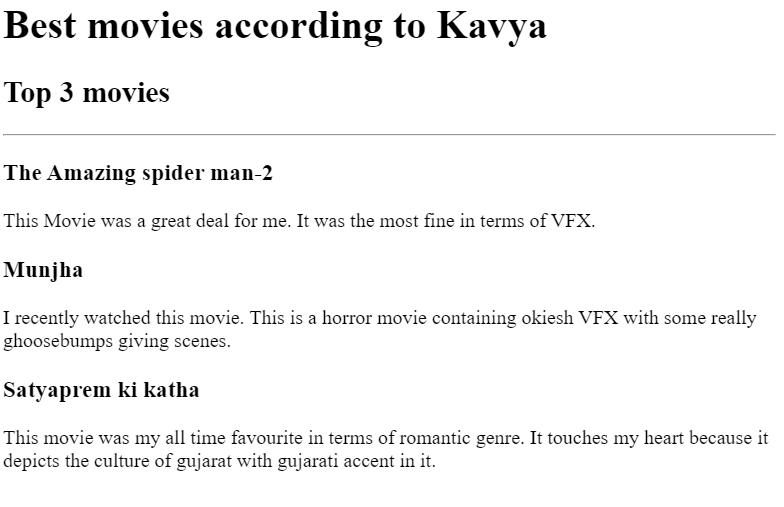 Best movies according to Kavya
Top 3 movies
The Amazing spider man-2
This Movie was a great deal for me. It was the most fine in terms of VFX.
Munjha
I recently watched this movie. This is a horror movie containing okiesh VFX with some really
ghoosebumps giving scenes.
Satyaprem ki katha
This movie was my all time favourite in terms of romantic genre. It touches my heart because it
depicts the culture of gujarat with gujarati accent in it.